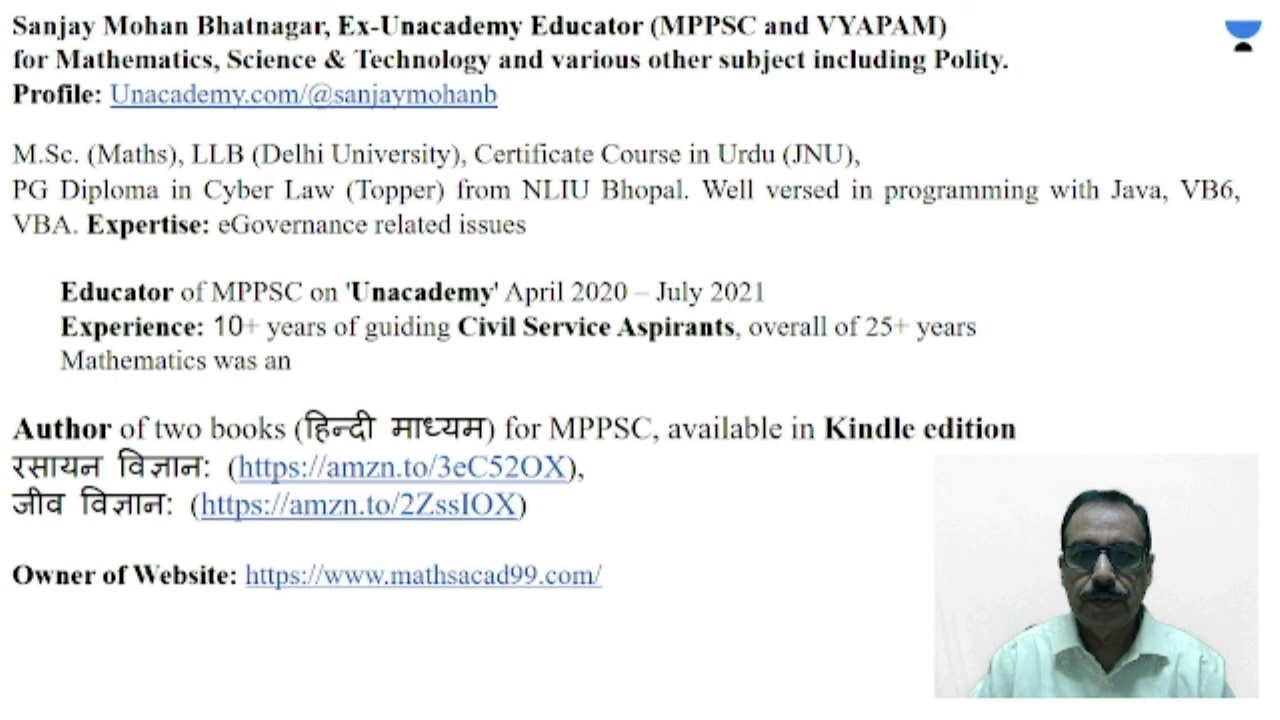 Sanjay Mohan Bhatnagar, Ex-Unacademy Educator (MPPSC and VYAPAM)
for Mathematics, Science & Technology and various other subject including Polity.
Profile: Unacademy.com/@sanjaymohanb
M.Sc. (Maths), LLB (Delhi University), Certificate Course in Urdu (JNU),
PG Diploma in Cyber Law (Topper) from NLIU Bhopal. Well versed in programming with Java, VB6,
VBA. Expertise: eGovernance related issues
Educator of MPPSC on 'Unacademy' April 2020 – July 2021
Experience: 10+ years of guiding Civil Service Aspirants, overall of 25+ years
Mathematics was an
Author of two books (हिन्दी माध्यम) for MPPSC, available in Kindle edition
रसायन विज्ञान: (https://amzn.to/3eC52OX),
जीव विज्ञान: (https://amzn.to/2ZssIOX)
Owner of Website: https://www.mathsacad99.com/